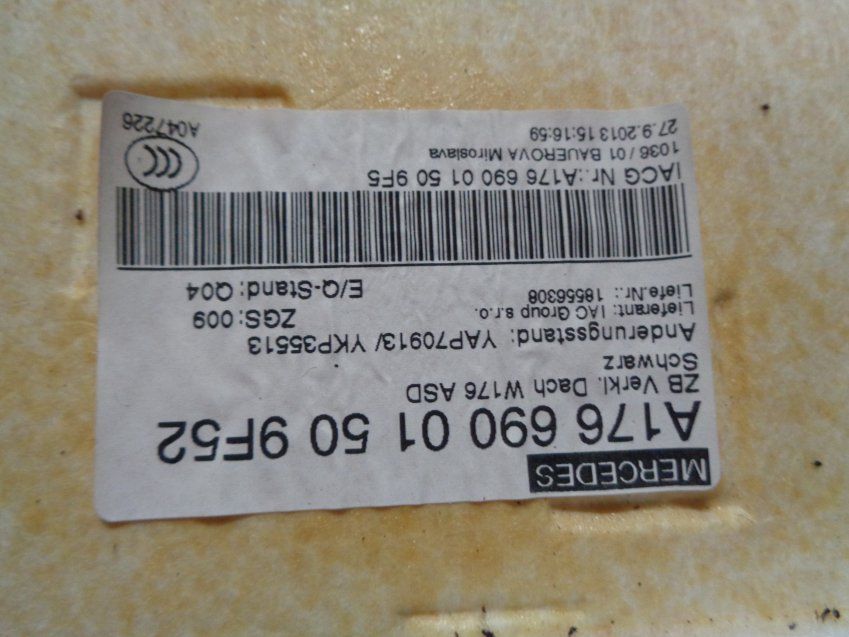 MERCEDES
A176 690 01 50 9F52
ZB Verkl. Dach W176 ASD
Schwarz
Änderungsstand: YAP70913/ YKP35513
Lieferant: IAC Group s.r.o. ZGS: 009
Liefe.Nr.: 18556308 E/Q-Stand: Q04
IACG Nr.:A176 690 01 50 9F5
1036 / 01 BAUEROVA Miroslava
27.9.2013 15:16:59
CCC
A047226